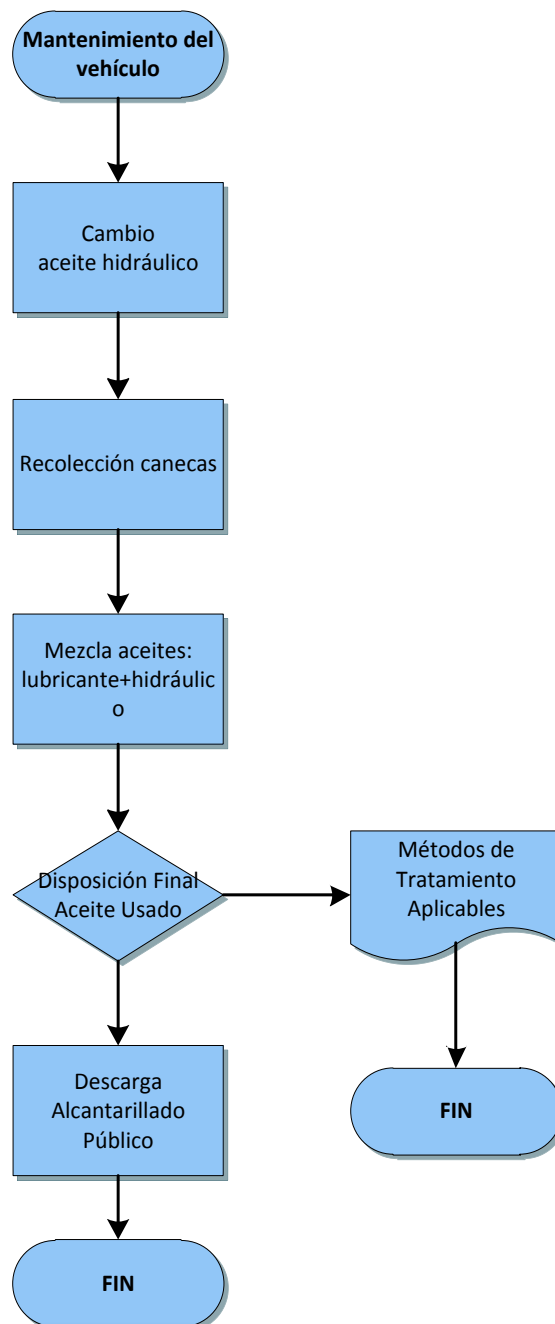 Mantenimiento del
vehículo
Cambio
aceite hidráulico
Recolección canecas
Mezcla aceites:
lubricante+hidráulic
o
Disposición Final
Aceite Usado
Métodos de
Tratamiento
Aplicables
Descarga
Alcantarillado
Público
FIN
FIN